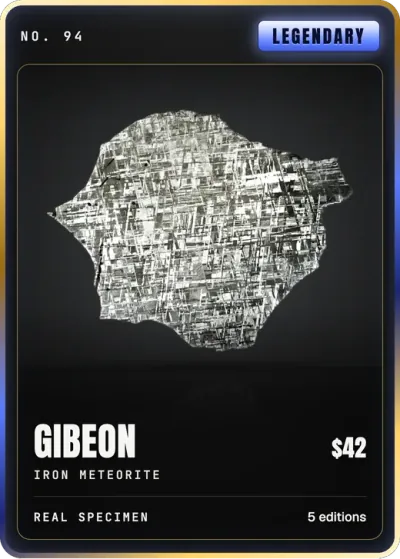 NO. 94
LEGENDARY
GIBEON
$42
IRON METEORITE
REAL SPECIMEN
5 editions